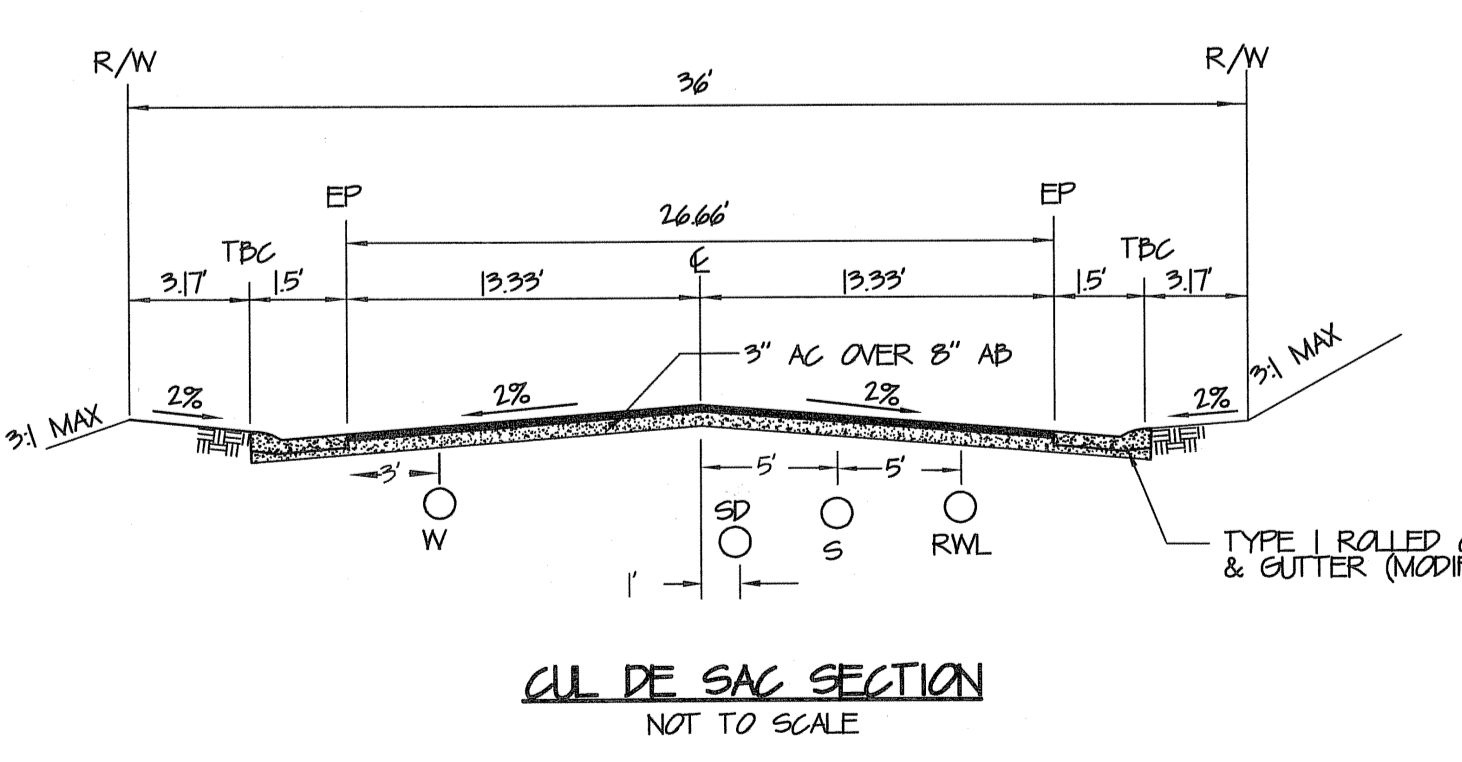 R/W
R/W
36'
EP
EP
26.66'
TBC
℄
TBC
3.17'
1.5'
13.33'
13.33'
1.5'
3.17'
3" AC OVER 8" AB
3:1 MAX
2%
2%
2%
2%
3:1 MAX
3'
5'
5'
W
SD
S
RWL
1'
TYPE 1 ROLLED
& GUTTER
CUL DE SAC SECTION
NOT TO SCALE